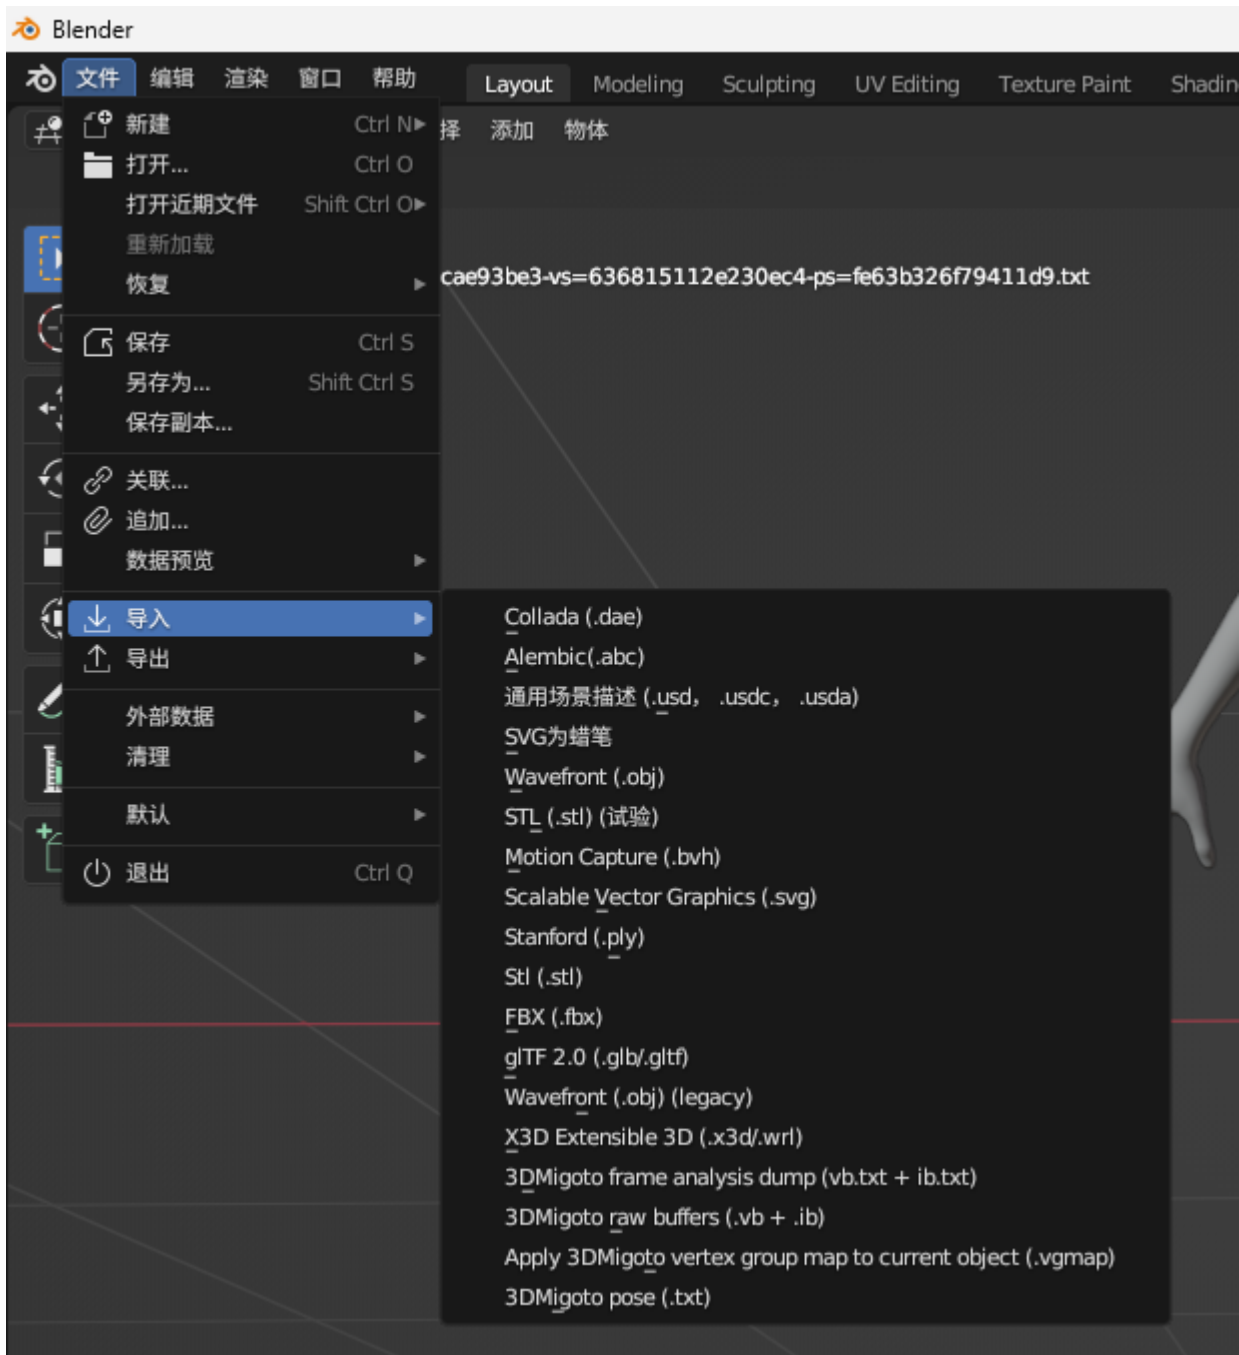 Blender
文件 编辑 渲染 窗口 帮助 Layout Modeling Sculpting UV Editing Texture Paint Shadin
择 添加 物体
新建 Ctrl N
打开... Ctrl O
打开近期文件 Shift Ctrl O
重新加载
恢复
cae93be3-vs=636815112e230ec4-ps=fe63b326f79411d9.txt
保存 Ctrl S
另存为... Shift Ctrl S
保存副本...
关联...
追加...
数据预览
导入
导出
外部数据
清理
默认
退出 Ctrl Q
Collada (.dae)
Alembic(.abc)
通用场景描述 (.usd， .usdc， .usda)
SVG为蜡笔
Wavefront (.obj)
STL (.stl) (试验)
Motion Capture (.bvh)
Scalable Vector Graphics (.svg)
Stanford (.ply)
Stl (.stl)
FBX (.fbx)
glTF 2.0 (.glb/.gltf)
Wavefront (.obj) (legacy)
X3D Extensible 3D (.x3d/.wrl)
3DMigoto frame analysis dump (vb.txt + ib.txt)
3DMigoto raw buffers (.vb + .ib)
Apply 3DMigoto vertex group map to current object (.vgmap)
3DMigoto pose (.txt)